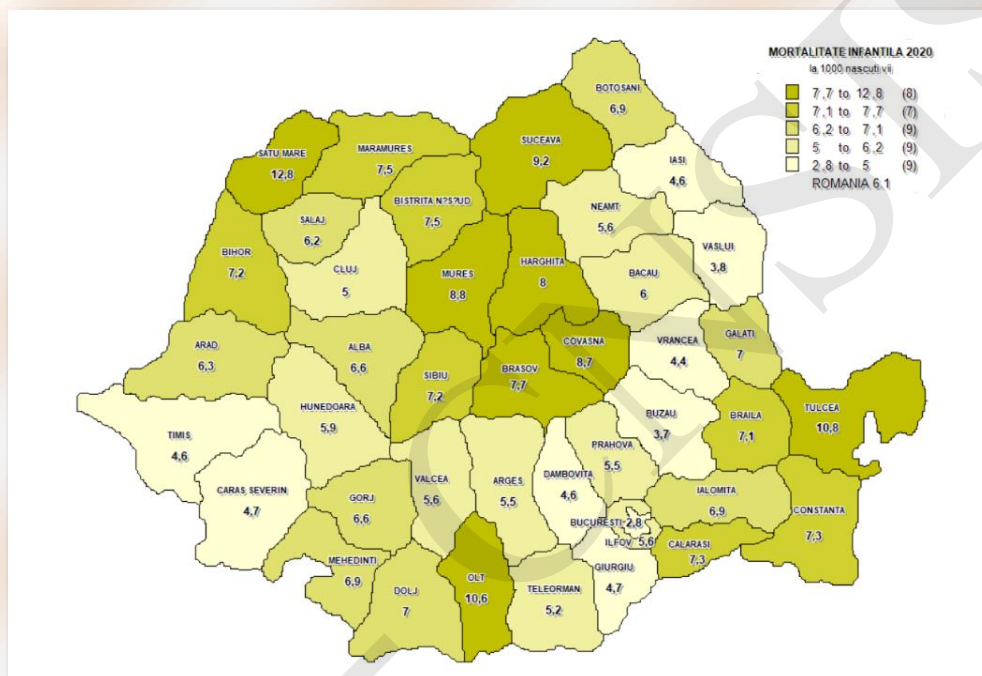 MORTALITATE INFANTILA 2020
la 1000 nascuti vii
7,7 to 12,8 (8)
7,1 to 7,7 (7)
6,2 to 7,1 (9)
5 to 6,2 (9)
2,8 to 5 (9)
ROMANIA 6.1
BOTOSANI
6,9
SUCEAVA
9,2
SATU MARE
12,8
MARAMURES
7,5
IASI
4,6
BISTRITA N?S?UD
7,5
NEAMT
5,6
SALAJ
6,2
VASLUI
3,8
BIHOR
7,2
CLUJ
5
MURES
8,8
HARGHITA
8
BACAU
6
ARAD
6,3
ALBA
6,6
SIBIU
7,2
BRASOV
7,7
COVASNA
8,7
VRANCEA
4,4
GALATI
7
HUNEDOARA
5,9
TIMIS
4,6
BUZAU
3,7
BRAILA
7,1
TULCEA
10,8
PRAHOVA
5,5
CARAS SEVERIN
4,7
GORJ
6,6
VALCEA
5,6
ARGES
5,5
DAMBOVITA
4,6
IALOMITA
6,9
CONSTANTA
7,3
BUCURESTI 2,8
ILFOV 5,6
CALARASI
7,3
MEHEDINTI
6,9
DOLJ
7
OLT
10,6
TELEORMAN
5,2
GIURGIU
4,7